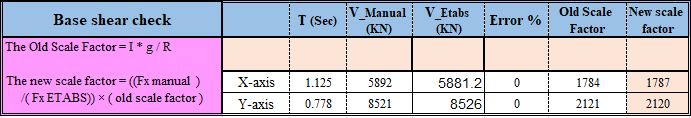 Base shear check
T (Sec)
V_Manual
(KN)
V_Etabs
(KN)
Error %
Old Scale
Factor
New scale
factor
The Old Scale Factor = I * g / R
The new scale factor = ((Fx manual )
/( Fx ETABS)) × ( old scale factor )
X-axis 1.125 5892 5881.2 0 1784 1787
Y-axis 0.778 8521 8526 0 2121 2120